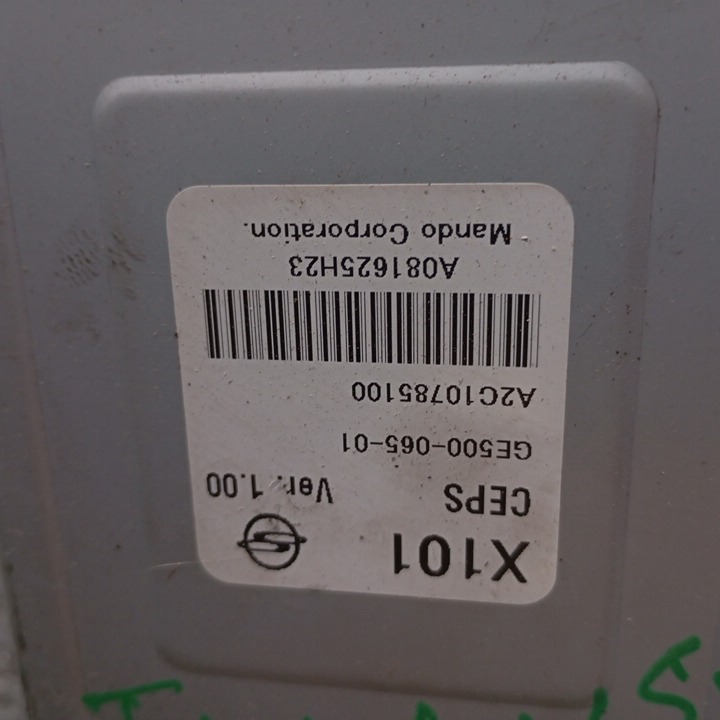 X101
CEPS Ver. 1.00
GE500-065-01
A2C10785100
A081625H23
Mando Corporation.